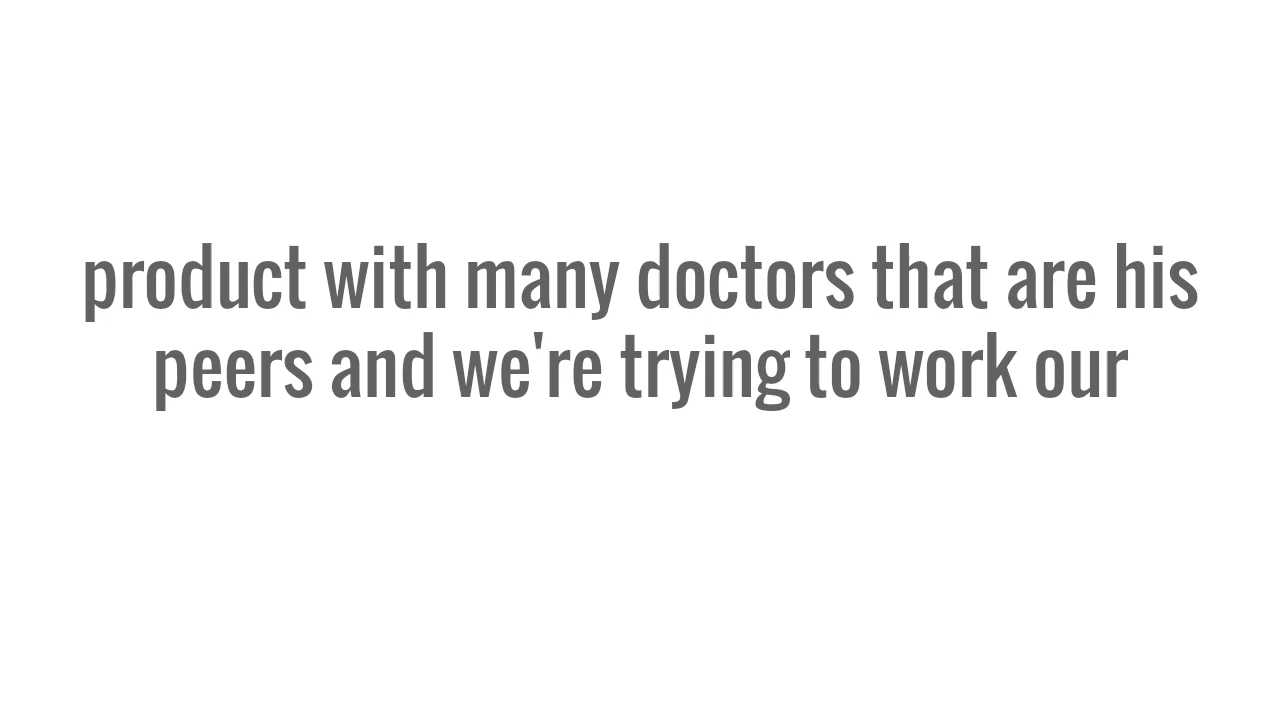 product with many doctors that are his
peers and we're trying to work our